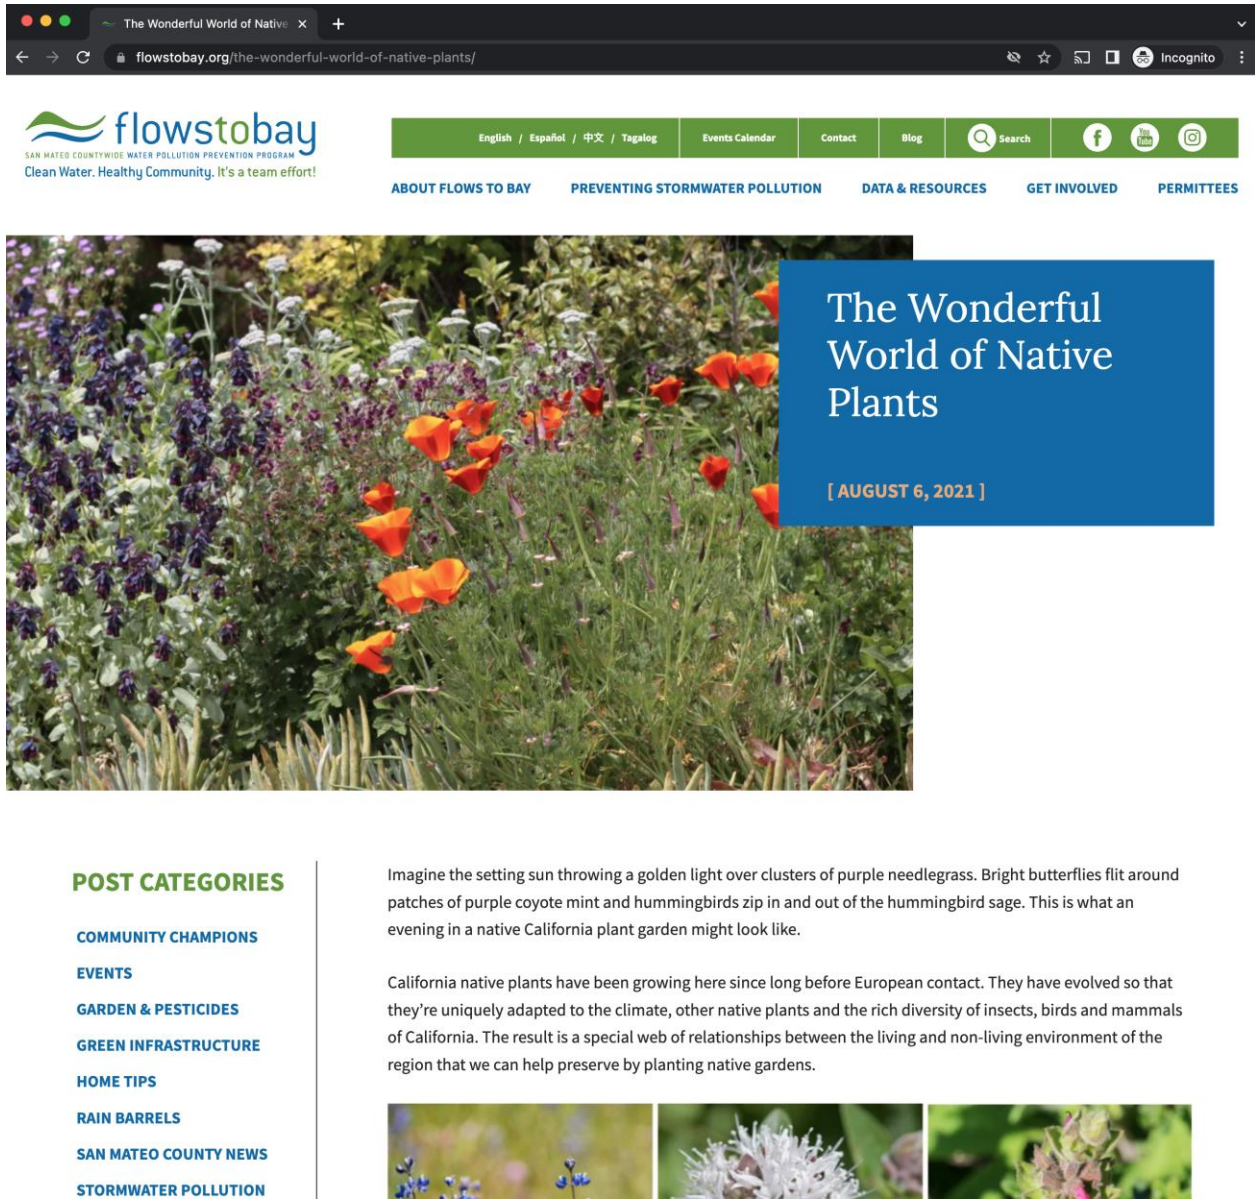 The Wonderful World of Native
flowstobay.org/the-wonderful-world-of-native-plants/
Incognito
flowstobay
SAN MATEO COUNTYWIDE WATER POLLUTION PREVENTION PROGRAM
Clean Water. Healthy Community. It's a team effort!
English / Español / 中文 / Tagalog
Events Calendar
Contact
Blog
Search
You Tube
ABOUT FLOWS TO BAY
PREVENTING STORMWATER POLLUTION
DATA & RESOURCES
GET INVOLVED
PERMITTEES
The Wonderful
World of Native
Plants
[ AUGUST 6, 2021 ]
POST CATEGORIES
COMMUNITY CHAMPIONS
EVENTS
GARDEN & PESTICIDES
GREEN INFRASTRUCTURE
HOME TIPS
RAIN BARRELS
SAN MATEO COUNTY NEWS
STORMWATER POLLUTION
Imagine the setting sun throwing a golden light over clusters of purple needlegrass. Bright butterflies flit around
patches of purple coyote mint and hummingbirds zip in and out of the hummingbird sage. This is what an
evening in a native California plant garden might look like.
California native plants have been growing here since long before European contact. They have evolved so that
they're uniquely adapted to the climate, other native plants and the rich diversity of insects, birds and mammals
of California. The result is a special web of relationships between the living and non-living environment of the
region that we can help preserve by planting native gardens.